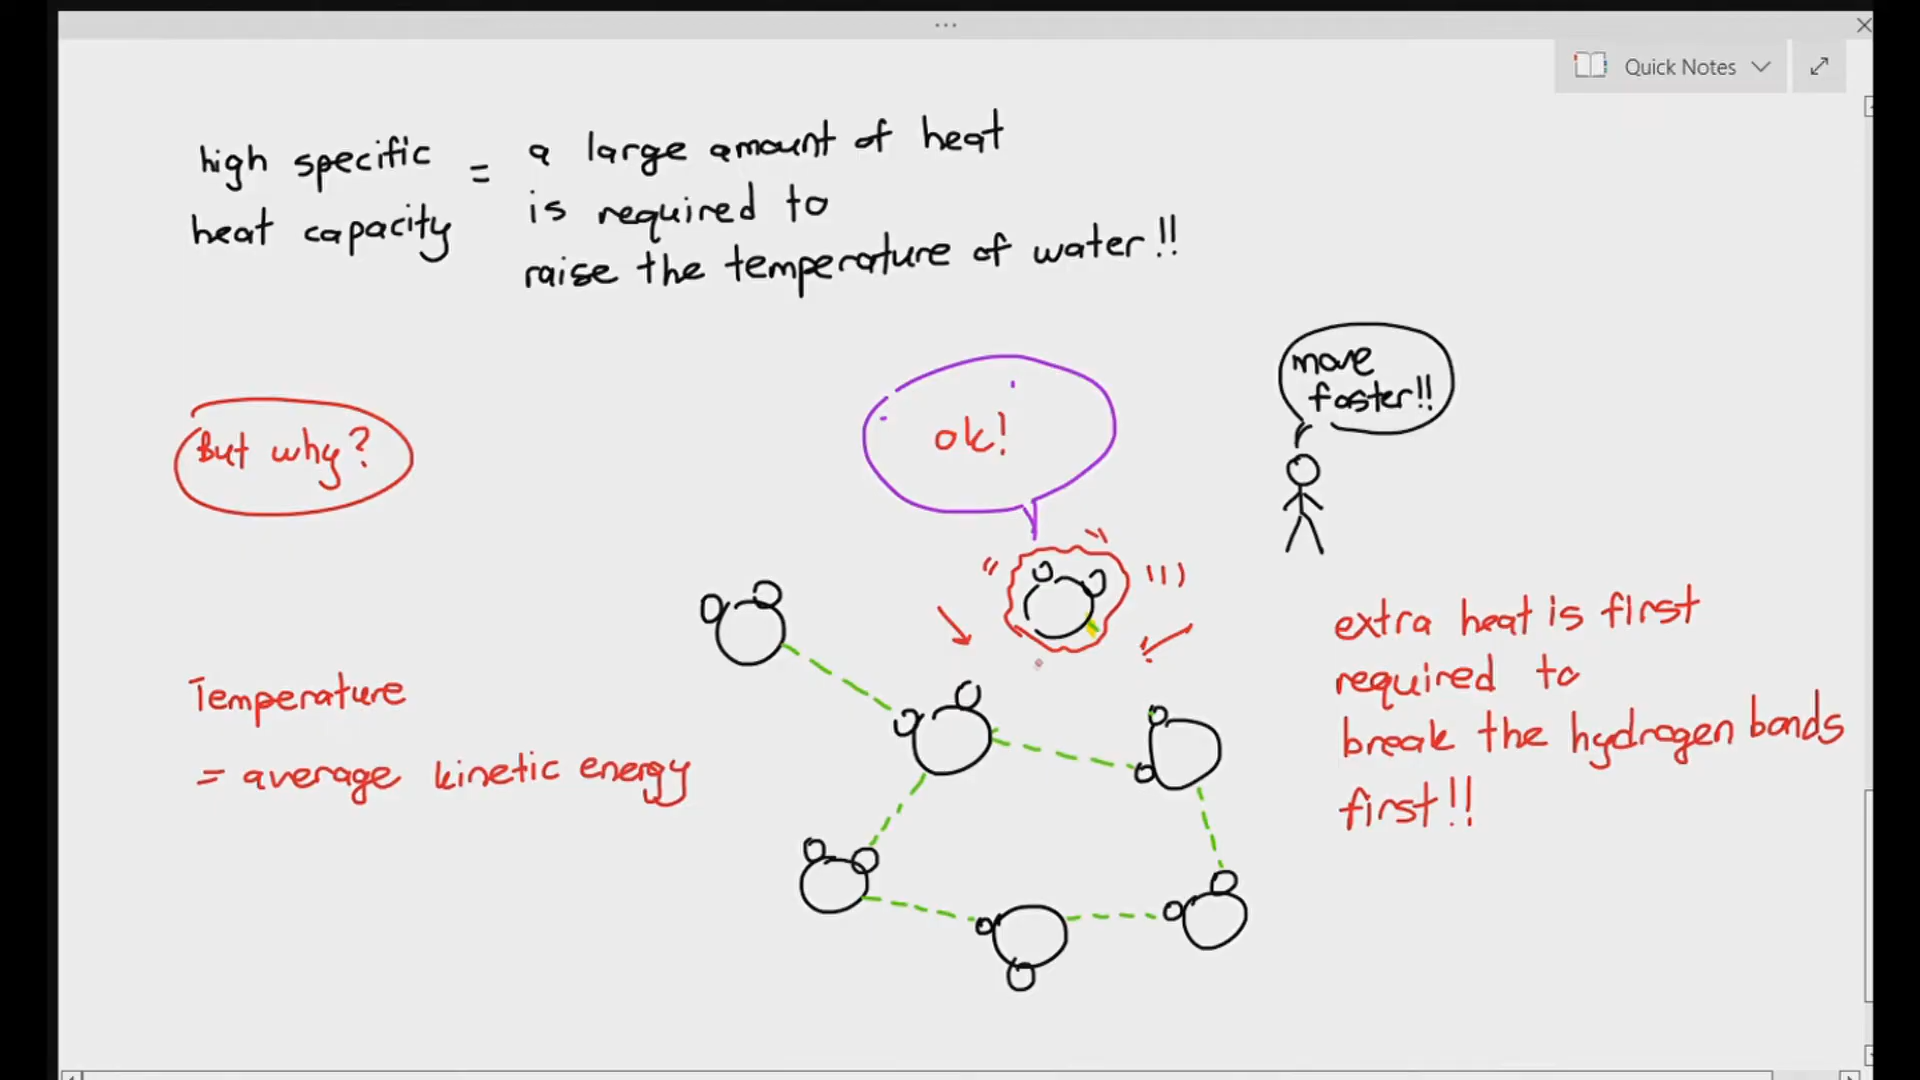 Quick Notes
high specific
heat capacity
=
a large amount of heat
is required to
raise the temperature of water!!
move
faster!!
ok!
But why?
extra heat is first
required to
break the hydrogen bonds
first!!
Temperature
= average kinetic energy